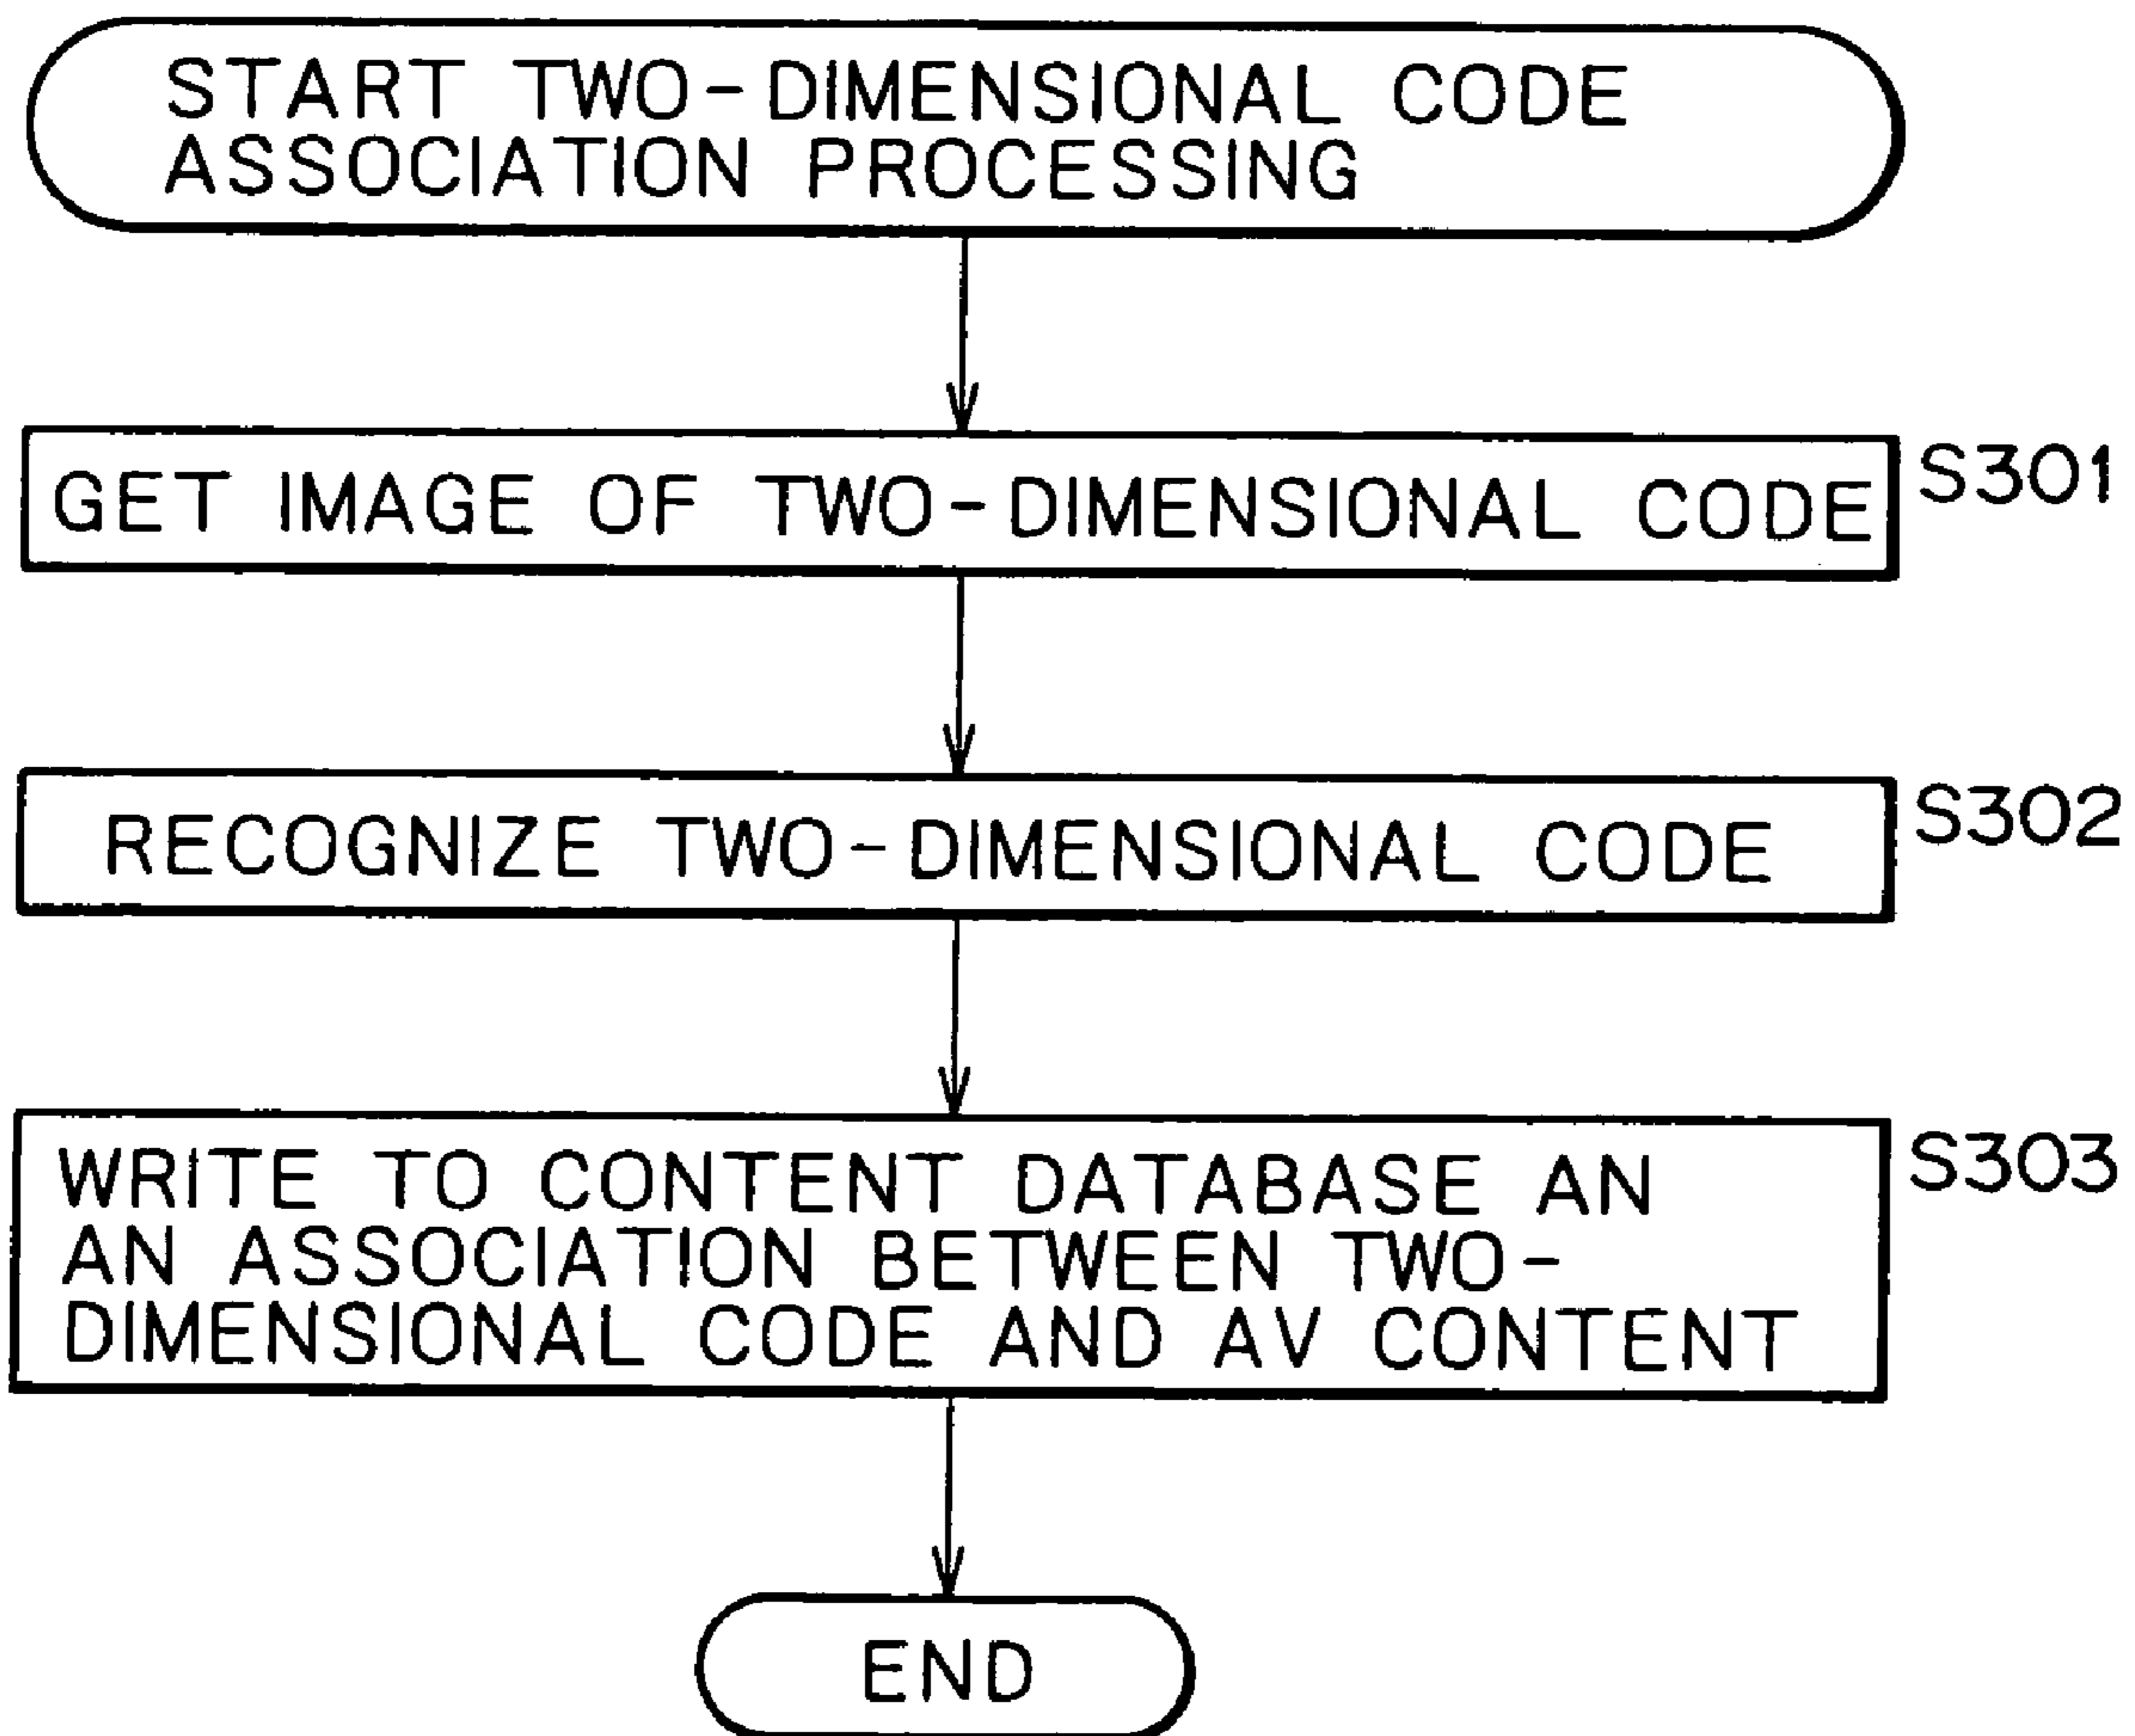 START TWO-DIMENSIONAL CODE
ASSOCIATION PROCESSING
GET IMAGE OF TWO-DIMENSIONAL CODE
S301
RECOGNIZE TWO-DIMENSIONAL CODE
S302
WRITE TO CONTENT DATABASE AN
AN ASSOCIATION BETWEEN TWO-
DIMENSIONAL CODE AND AV CONTENT
S303
END